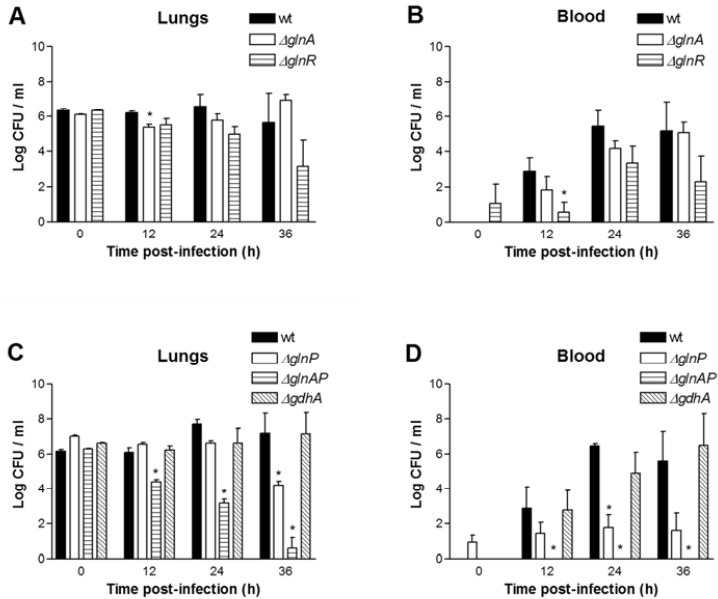 A
Lungs
wt
ΔglnA
ΔglnR
10
8
6
4
2
0
Log CFU / ml
*
0 12 24 36
Time post-infection (h)
B
Blood
wt
ΔglnA
ΔglnR
10
8
6
4
2
0
Log CFU / ml
*
0 12 24 36
Time post-infection (h)
C
Lungs
wt
ΔglnP
ΔglnAP
ΔgdhA
10
8
6
4
2
0
Log CFU / ml
* * * *
0 12 24 36
Time post-infection (h)
D
Blood
wt
ΔglnP
ΔglnAP
ΔgdhA
10
8
6
4
2
0
Log CFU / ml
* * * *
0 12 24 36
Time post-infection (h)